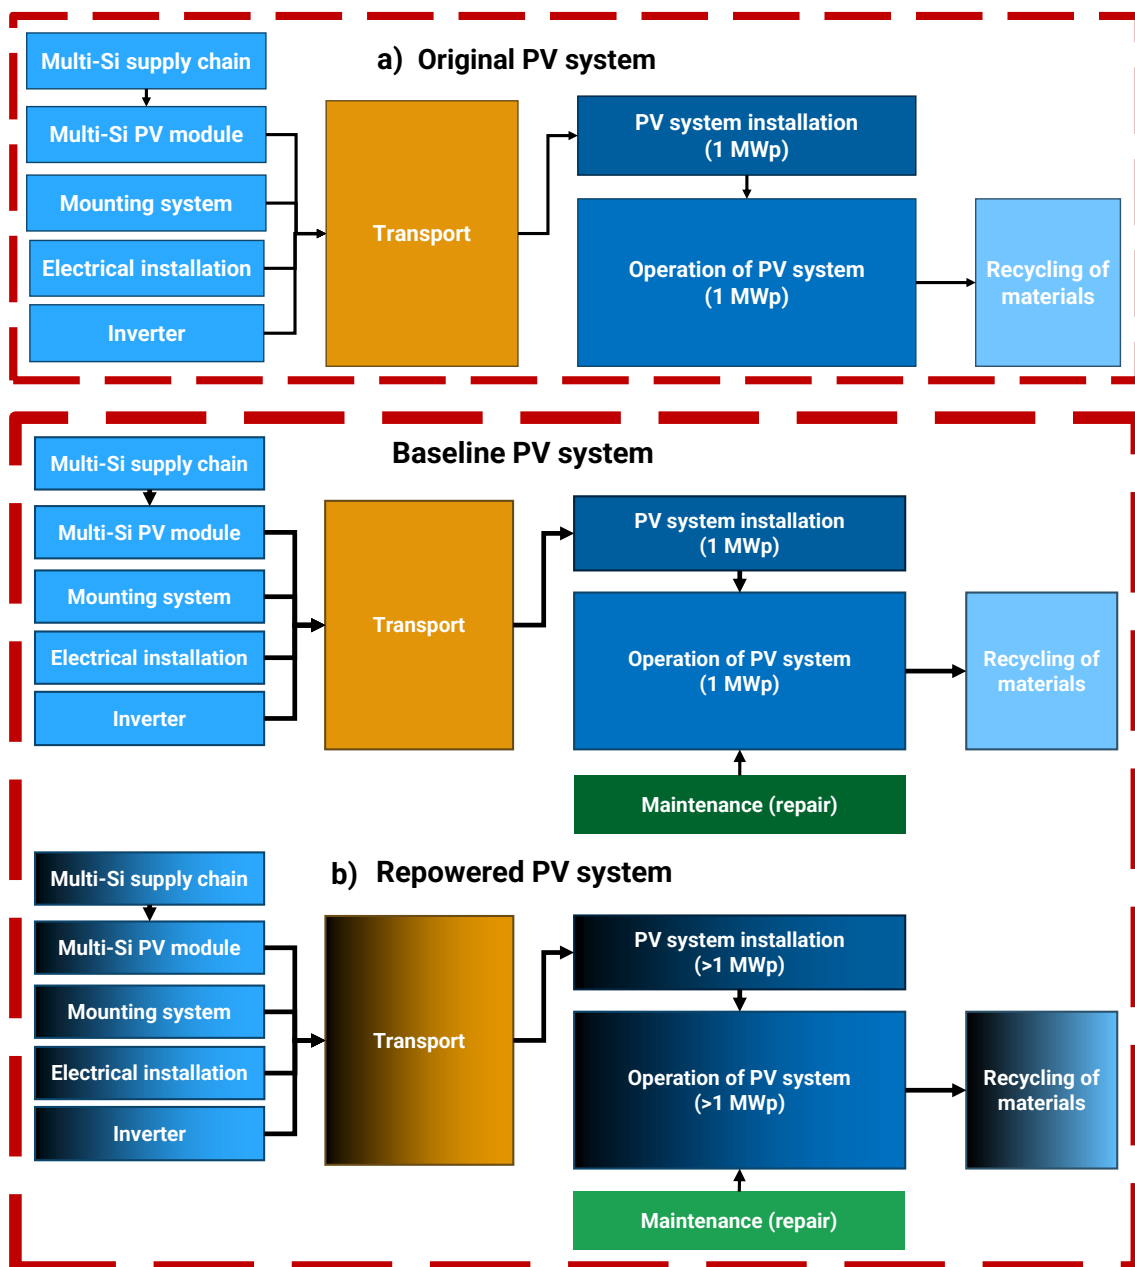 a) Original PV system
Multi-Si supply chain
Multi-Si PV module
Mounting system
Electrical installation
Inverter
Transport
PV system installation
(1 MWp)
Operation of PV system
(1 MWp)
Recycling of
materials
Baseline PV system
Multi-Si supply chain
Multi-Si PV module
Mounting system
Electrical installation
Inverter
Transport
PV system installation
(1 MWp)
Operation of PV system
(1 MWp)
Maintenance (repair)
Recycling of
materials
b) Repowered PV system
Multi-Si supply chain
Multi-Si PV module
Mounting system
Electrical installation
Inverter
Transport
PV system installation
(>1 MWp)
Operation of PV system
(>1 MWp)
Maintenance (repair)
Recycling of
materials